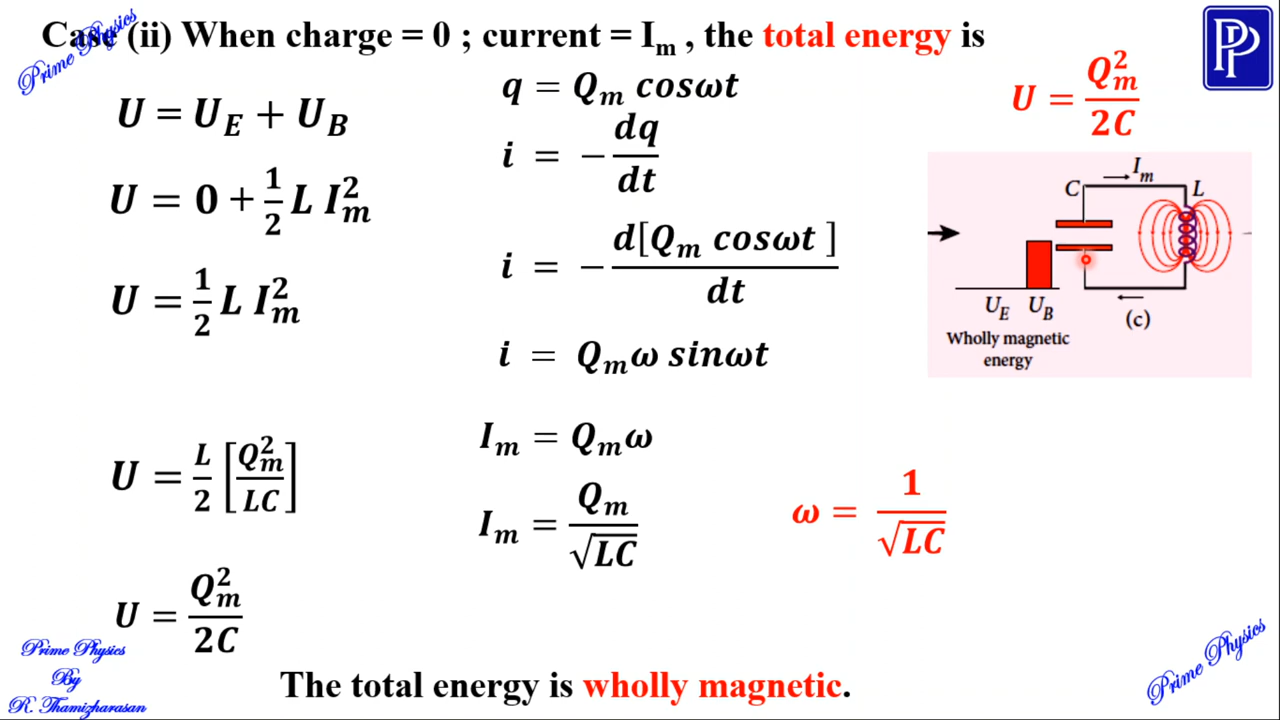 Case (ii) When charge = 0 ; current = Iₘ , the total energy is
Prime Physics
PP
U = U_E + U_B
U = 0 + 1/2 L Iₘ²
U = 1/2 L Iₘ²
U = L/2 [Qₘ²/LC]
U = Qₘ²/2C
q = Qₘ cosωt
i = − dq/dt
i = − d[Qₘ cosωt ]/dt
i = Qₘω sinωt
Iₘ = Qₘω
Iₘ = Qₘ/√LC
ω = 1/√LC
U = Qₘ²/2C
Iₘ
C
L
U_E U_B
(c)
Wholly magnetic
energy
The total energy is wholly magnetic.
Prime Physics
By
R. Thamizharasan
Prime Physics